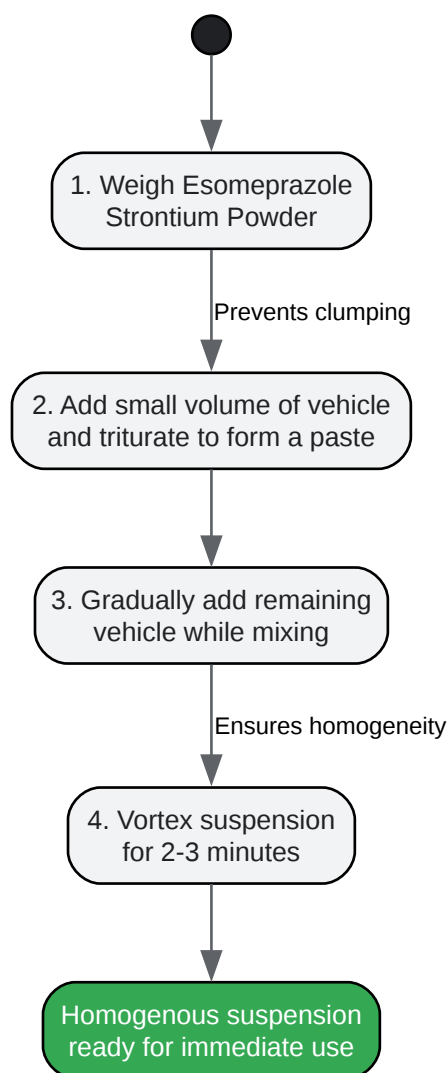 1. Weigh Esomeprazole
Strontium Powder
Prevents clumping
2. Add small volume of vehicle
and triturate to form a paste
3. Gradually add remaining
vehicle while mixing
Ensures homogeneity
4. Vortex suspension
for 2-3 minutes
Homogenous suspension
ready for immediate use